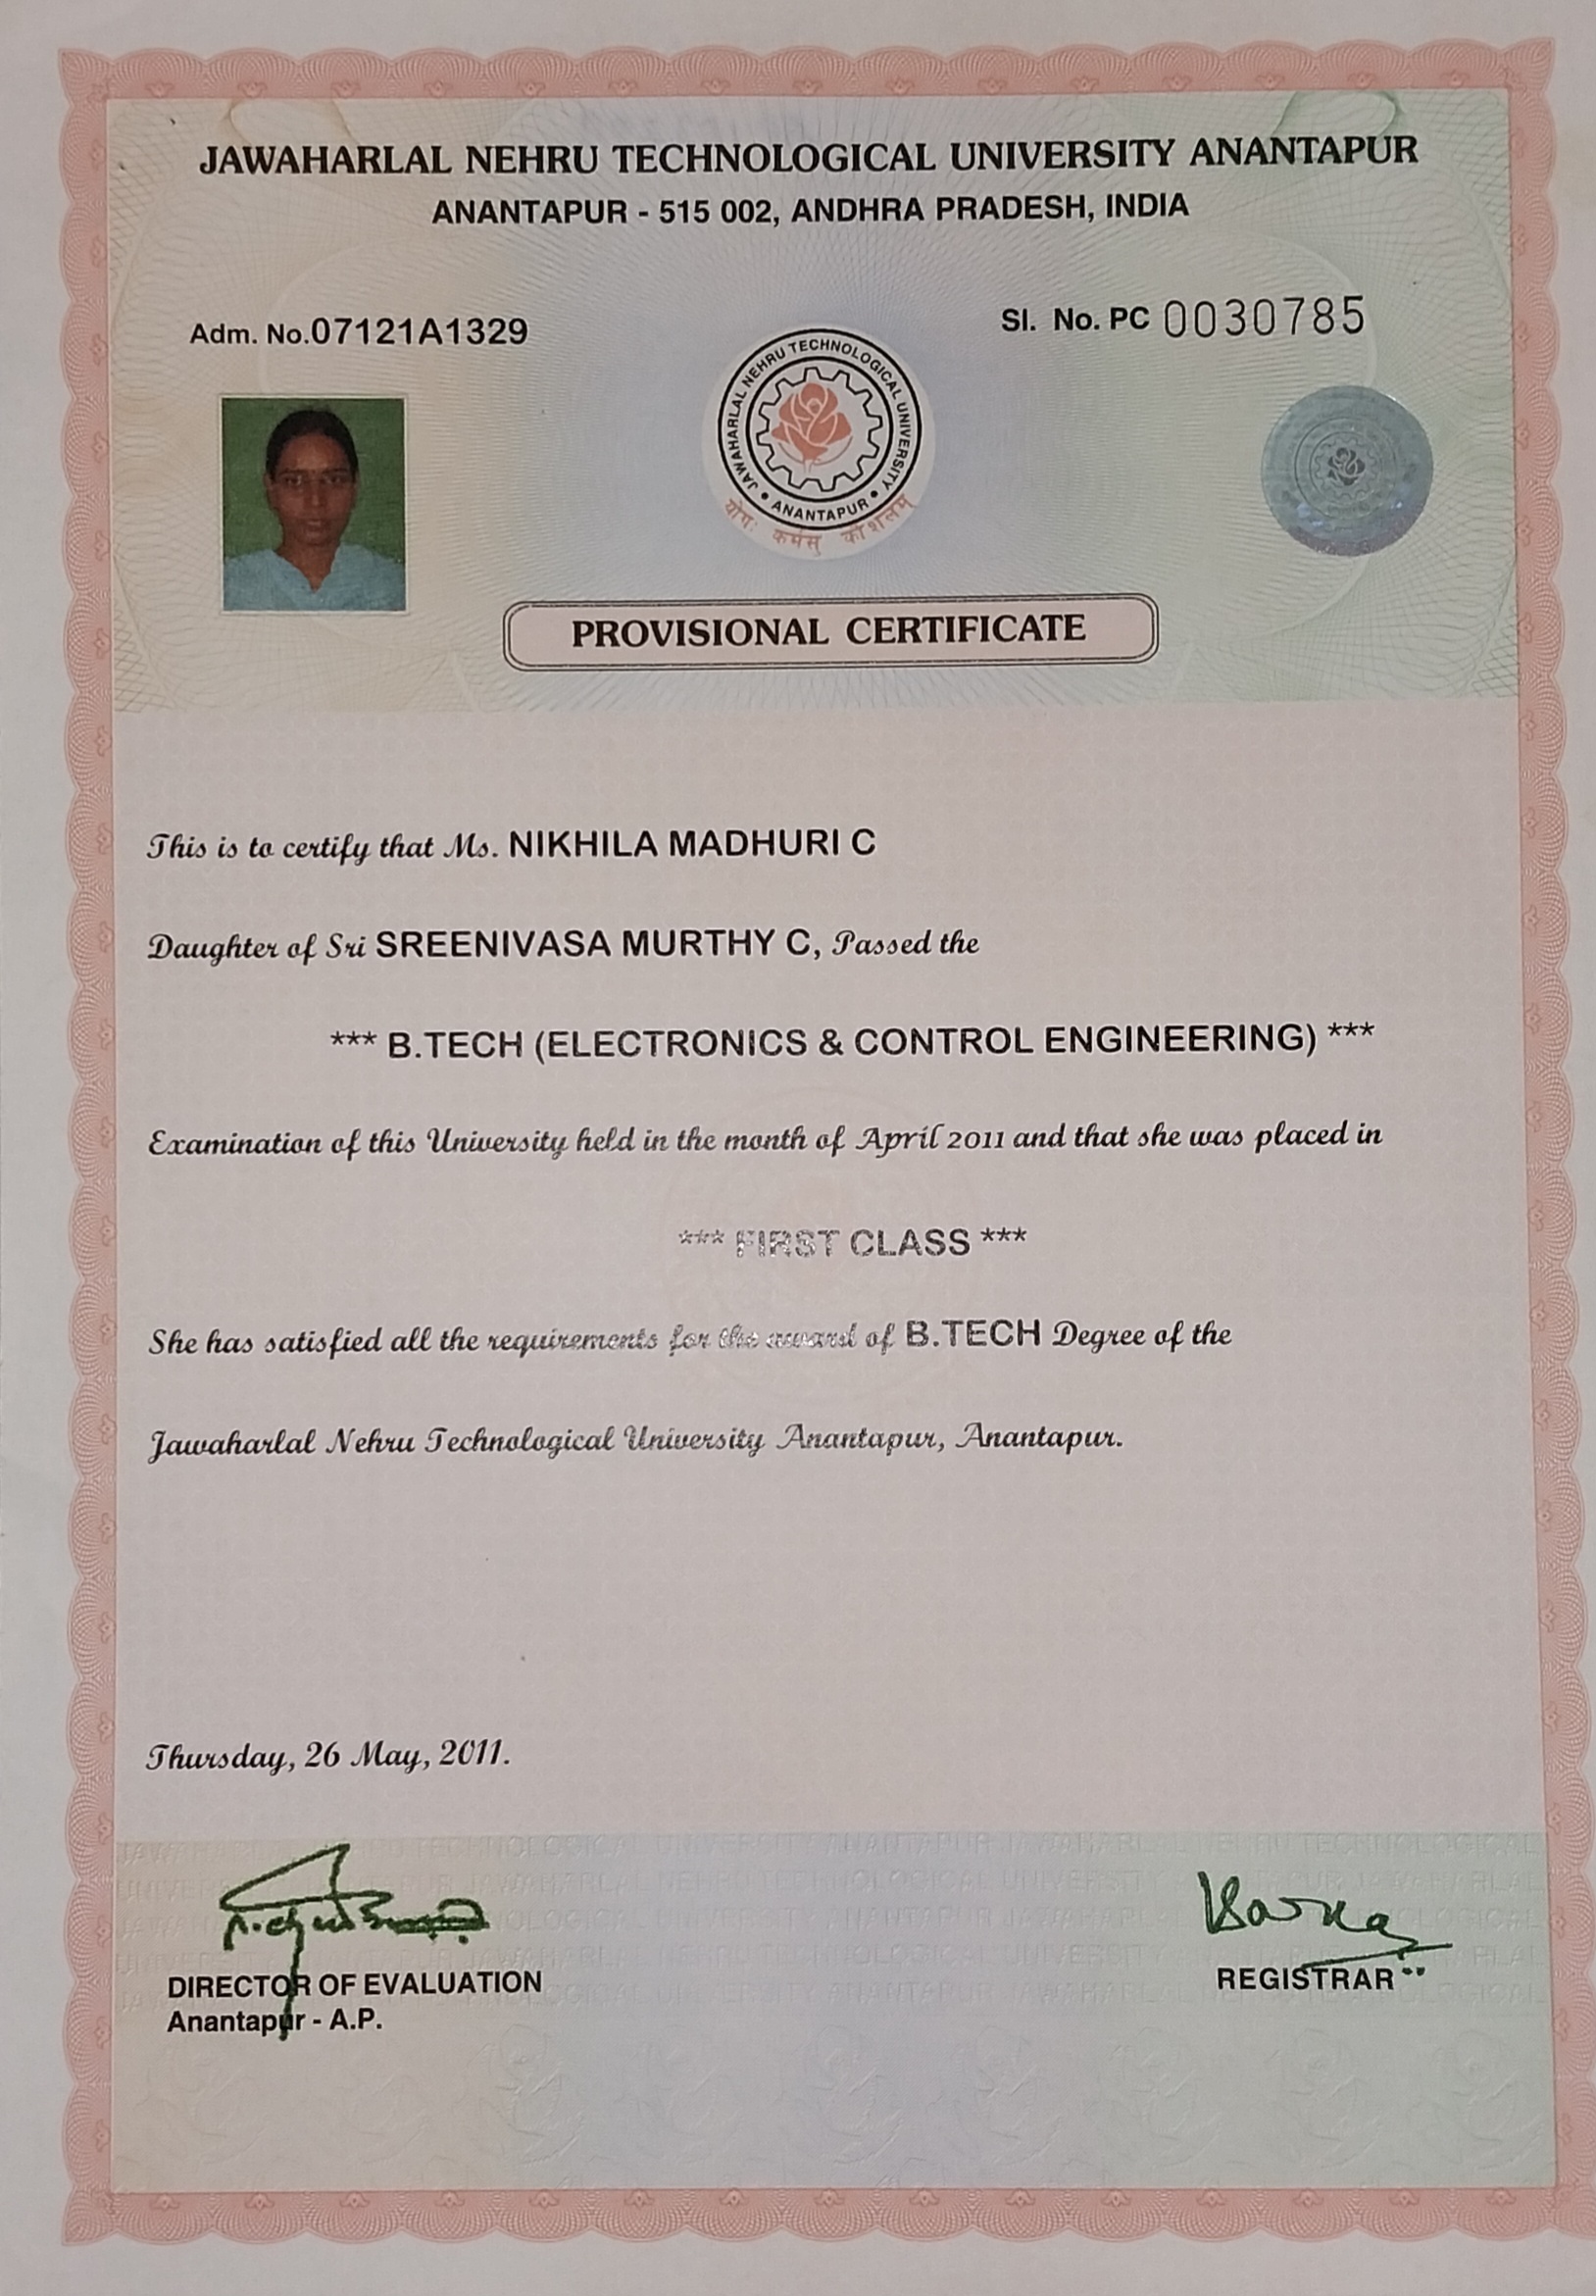 JAWAHARLAL NEHRU TECHNOLOGICAL UNIVERSITY ANANTAPUR
ANANTAPUR - 515 002, ANDHRA PRADESH, INDIA
Adm. No.07121A1329
Sl. No. PC 0030785
JAWAHARLAL NEHRU TECHNOLOGICAL UNIVERSITY
• ANANTAPUR •
योगः कर्मसु कौशलम्
PROVISIONAL CERTIFICATE
This is to certify that Ms. NIKHILA MADHURI C
Daughter of Sri SREENIVASA MURTHY C, Passed the
*** B.TECH (ELECTRONICS & CONTROL ENGINEERING) ***
Examination of this University held in the month of April 2011 and that she was placed in
*** FIRST CLASS ***
She has satisfied all the requirements for the award of B.TECH Degree of the
Jawaharlal Nehru Technological University Anantapur, Anantapur.
Thursday, 26 May, 2011.
DIRECTOR OF EVALUATION
Anantapur - A.P.
REGISTRAR